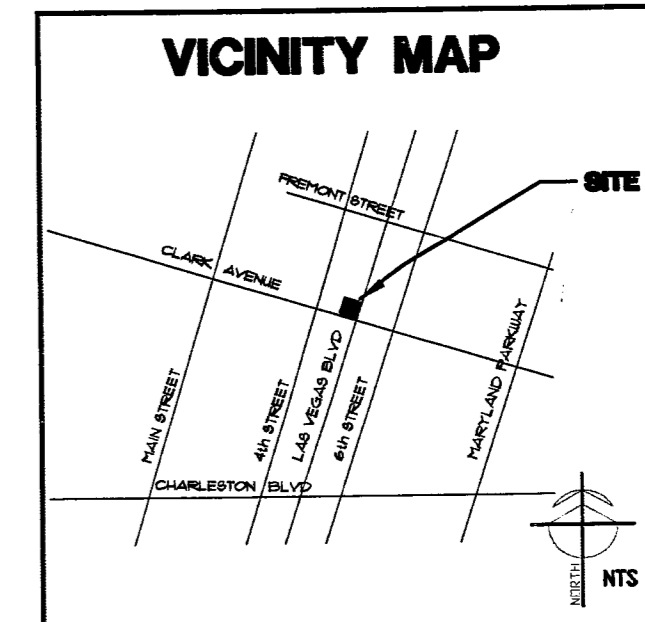 VICINITY MAP
SITE
FREMONT STREET
CLARK AVENUE
MAIN STREET
4th STREET
LAS VEGAS BLVD
6th STREET
MARYLAND PARKWAY
CHARLESTON BLVD
NORTH
NTS